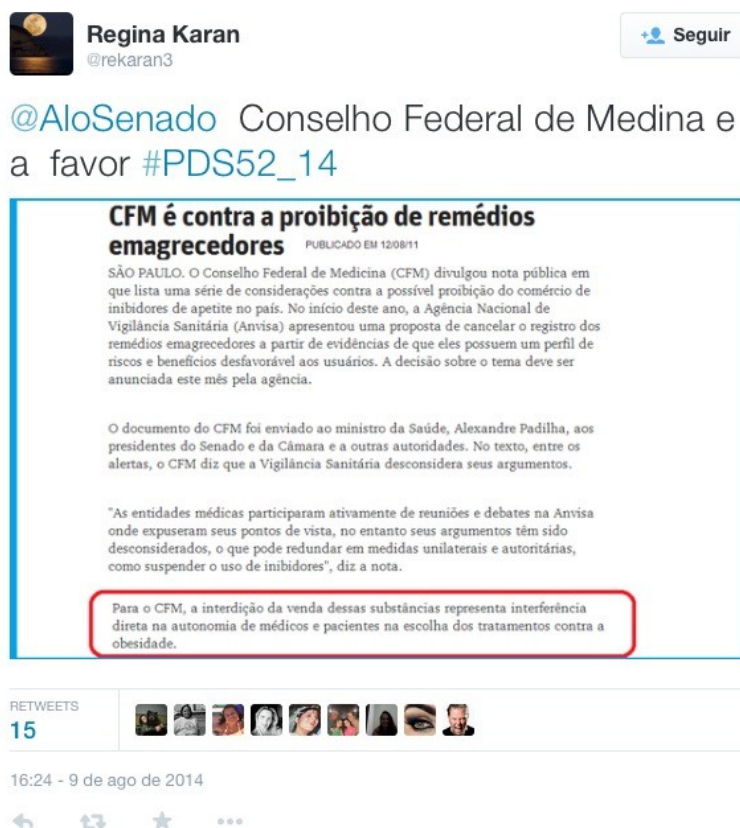 Regina Karan
@rekaran3
Seguir
@AloSenado Conselho Federal de Medina e
a favor #PDS52_14
CFM é contra a proibição de remédios
emagrecedores PUBLICADO EM 12/08/11
SÃO PAULO. O Conselho Federal de Medicina (CFM) divulgou nota pública em
que lista uma série de considerações contra a possível proibição do comércio de
inibidores de apetite no país. No início deste ano, a Agência Nacional de
Vigilância Sanitária (Anvisa) apresentou uma proposta de cancelar o registro dos
remédios emagrecedores a partir de evidências de que eles possuem um perfil de
riscos e benefícios desfavorável aos usuários. A decisão sobre o tema deve ser
anunciada este mês pela agência.
O documento do CFM foi enviado ao ministro da Saúde, Alexandre Padilha, aos
presidentes do Senado e da Câmara e a outras autoridades. No texto, entre os
alertas, o CFM diz que a Vigilância Sanitária desconsidera seus argumentos.
"As entidades médicas participaram ativamente de reuniões e debates na Anvisa
onde expuseram seus pontos de vista, no entanto seus argumentos têm sido
desconsiderados, o que pode redundar em medidas unilaterais e autoritárias,
como suspender o uso de inibidores", diz a nota.
Para o CFM, a interdição da venda dessas substâncias representa interferência
direta na autonomia de médicos e pacientes na escolha dos tratamentos contra a
obesidade.
RETWEETS
15
16:24 - 9 de ago de 2014